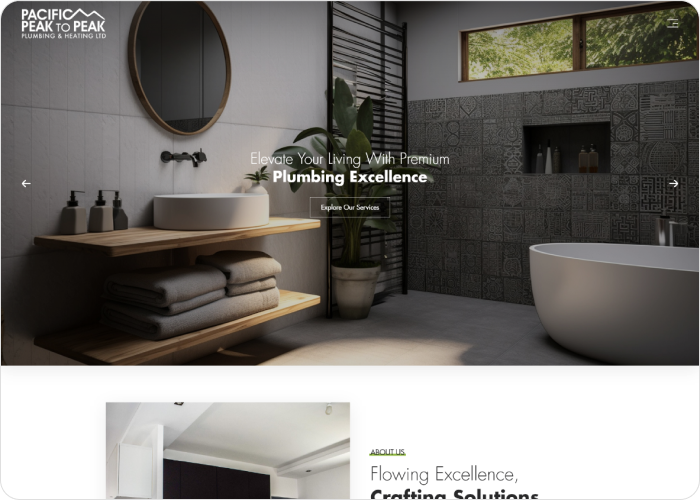 PACIFIC
PEAK TO PEAK
PLUMBING & HEATING LTD
Elevate Your Living With Premium
Plumbing Excellence
Explore Our Services
ABOUT US
Flowing Excellence,
Crafting Solutions